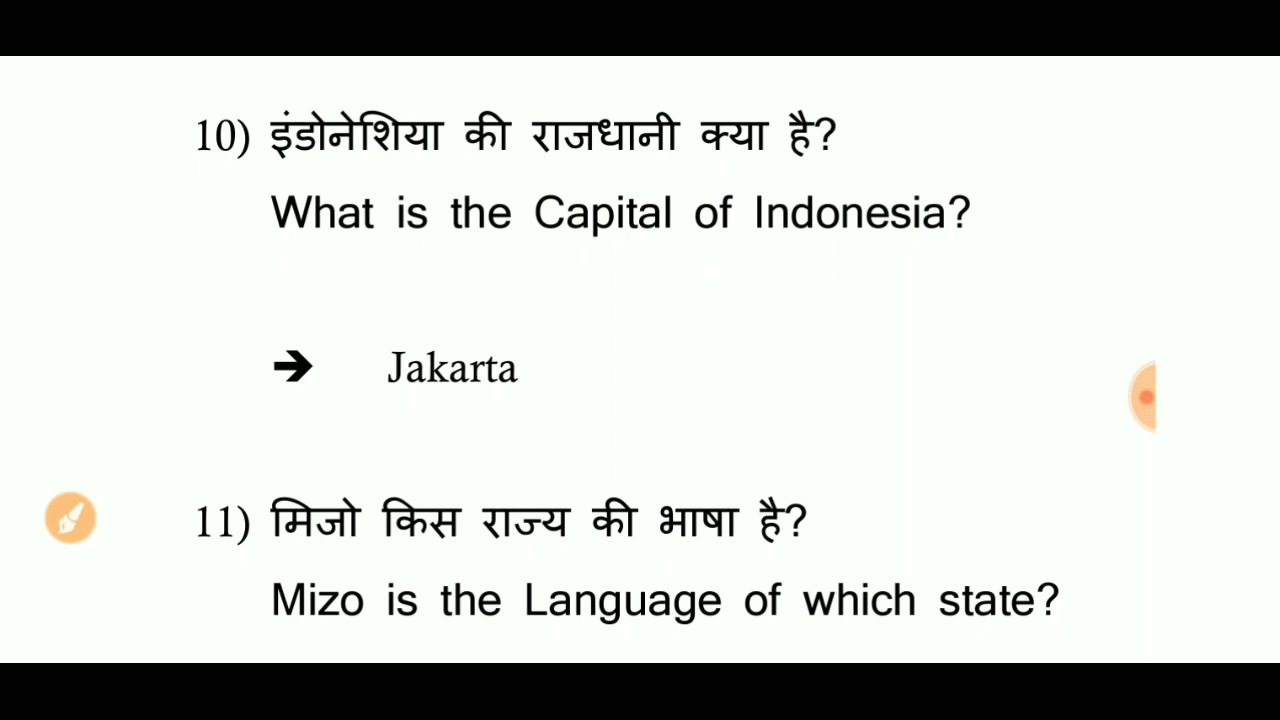 10) इंडोनेशिया की राजधानी क्या है?
What is the Capital of Indonesia?
➔ Jakarta
11) मिजो किस राज्य की भाषा है?
Mizo is the Language of which state?